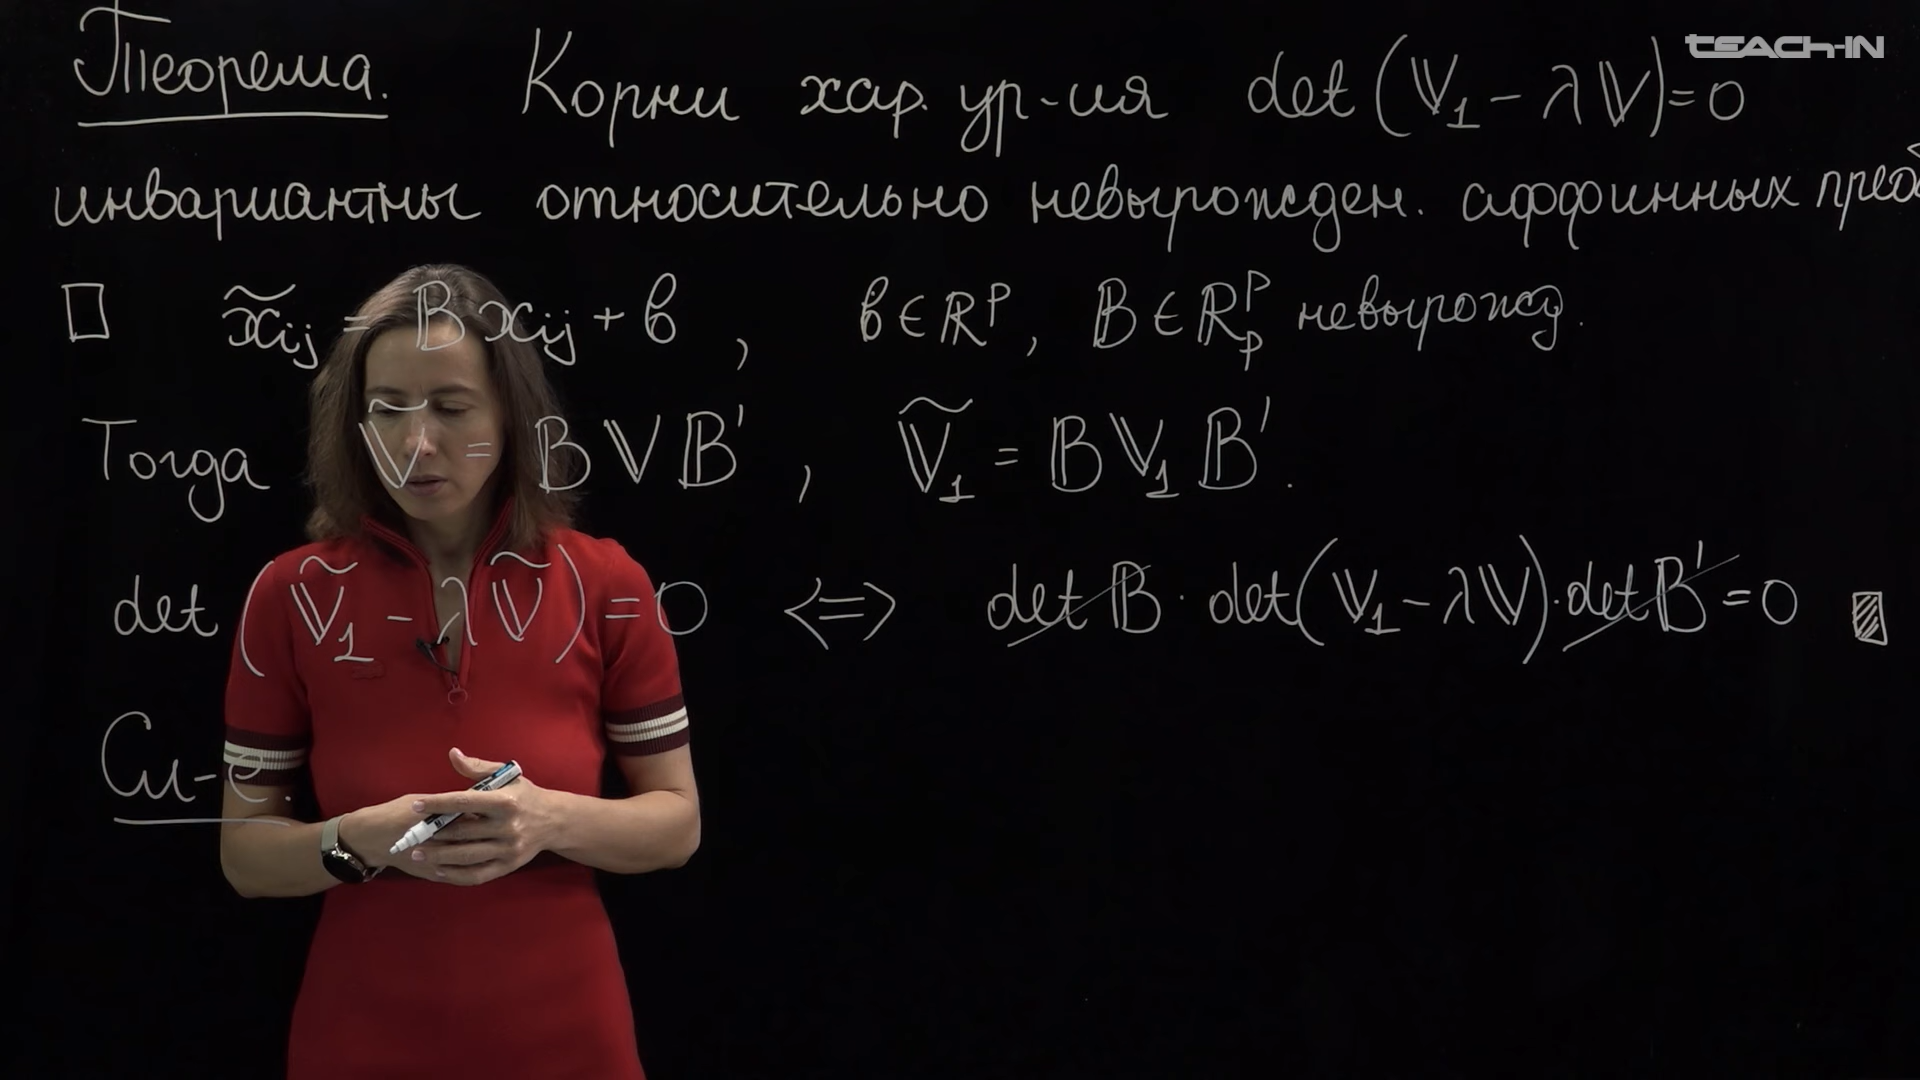 teach-in
Теорема. Корни хар. ур-ия det(𝕍₁ - λ𝕍) = 0
инвариантны относительно невырожден. аффинных преоб
□ x̃ᵢⱼ = 𝔹xᵢⱼ + b , b ∈ ℝᵖ , 𝔹 ∈ ℝᵖₚ невырожд.
Тогда 𝕍̃ = 𝔹𝕍𝔹' , 𝕍̃₁ = 𝔹𝕍₁𝔹' .
det(𝕍̃₁ - λ𝕍̃) = 0 <=> det 𝔹 · det(𝕍₁ - λ𝕍) · det 𝔹' = 0
Сл-е.